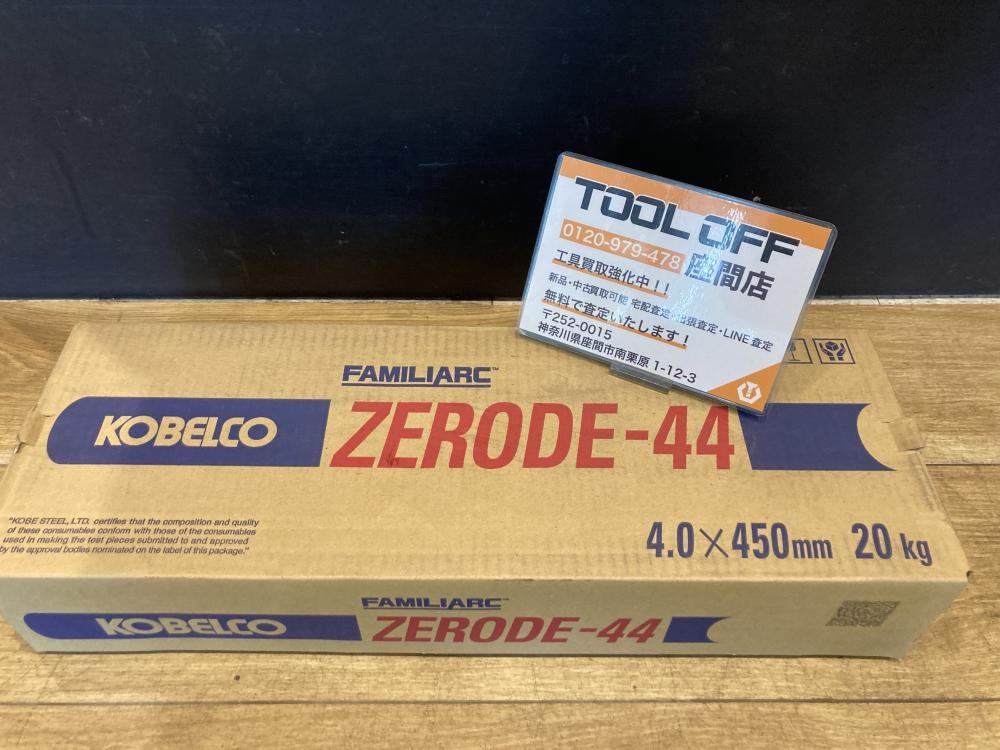 TOOL OFF
0120-979-478 座間店
工具買取強化中！！
新品・中古買取可能 宅配査定・出張査定・LINE査定
無料で査定いたします！
〒252-0015
神奈川県座間市南栗原 1-12-3
FAMILIARC™
KOBELCO ZERODE-44
"KOBE STEEL, LTD. certifies that the composition and quality
of these consumables conform with those of the consumables
used in making the test pieces submitted to and approved
by the approval bodies nominated on the label of this package."
4.0×450mm 20kg
FAMILIARC™
KOBELCO ZERODE-44